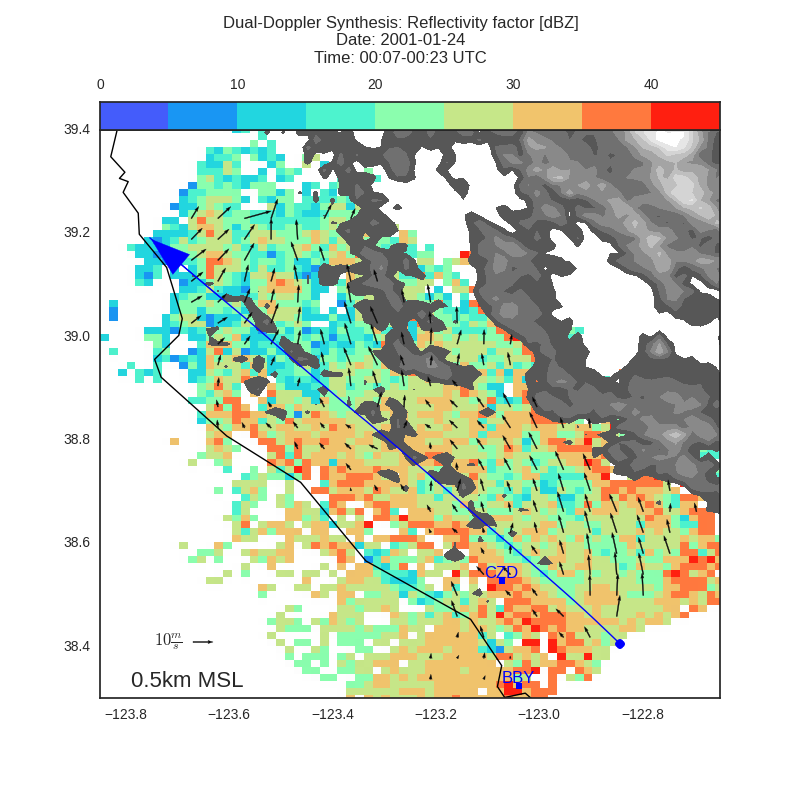 Dual-Doppler Synthesis: Reflectivity factor [dBZ]
Date: 2001-01-24
Time: 00:07-00:23 UTC
0 10 20 30 40
39.4
39.2
39.0
38.8
38.6
CZD
38.4
10 m/s
0.5km MSL
BBY
−123.8 −123.6 −123.4 −123.2 −123.0 −122.8